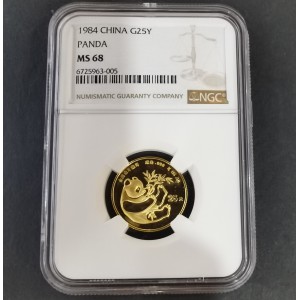 1984 CHINA G25Y
PANDA
MS 68
6725963-005
NUMISMATIC GUARANTY COMPANY
NGC